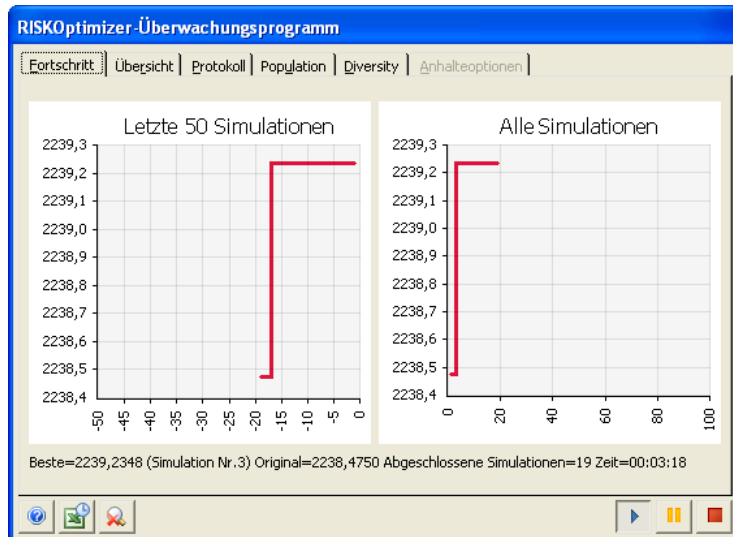 RISKOptimizer-Überwachungsprogramm
Fortschritt Übersicht Protokoll Population Diversity Anhalteoptionen
Letzte 50 Simulationen
2239,3
2239,2
2239,1
2239,0
2238,9
2238,8
2238,7
2238,6
2238,5
2238,4
-50 -45 -40 -35 -30 -25 -20 -15 -10 -5 0
Alle Simulationen
2239,3
2239,2
2239,1
2239,0
2238,9
2238,8
2238,7
2238,6
2238,5
2238,4
0 20 40 60 80 100
Beste=2239,2348 (Simulation Nr.3) Original=2238,4750 Abgeschlossene Simulationen=19 Zeit=00:03:18